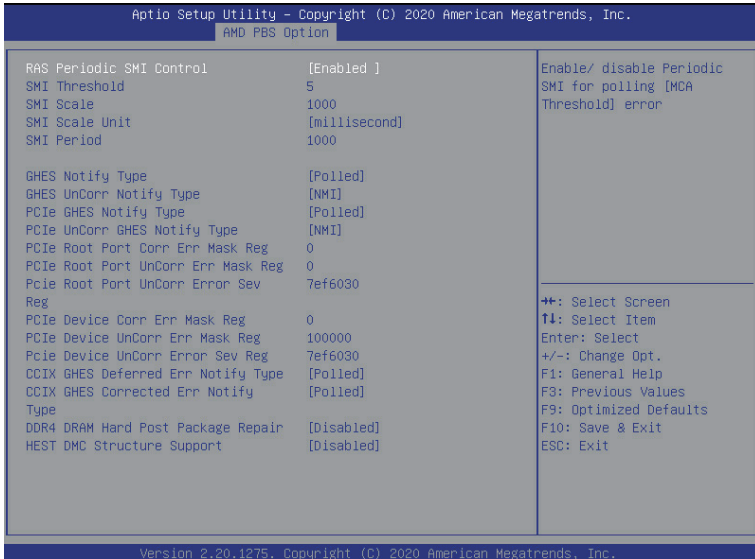 Aptio Setup Utility – Copyright (C) 2020 American Megatrends, Inc.
AMD PBS Option
RAS Periodic SMI Control [Enabled ]
SMI Threshold 5
SMI Scale 1000
SMI Scale Unit [millisecond]
SMI Period 1000
GHES Notify Type [Polled]
GHES UnCorr Notify Type [NMI]
PCIe GHES Notify Type [Polled]
PCIe UnCorr GHES Notify Type [NMI]
PCIe Root Port Corr Err Mask Reg 0
PCIe Root Port UnCorr Err Mask Reg 0
Pcie Root Port UnCorr Error Sev 7ef6030
Reg
PCIe Device Corr Err Mask Reg 0
PCIe Device UnCorr Err Mask Reg 100000
Pcie Device UnCorr Error Sev Reg 7ef6030
CCIX GHES Deferred Err Notify Type [Polled]
CCIX GHES Corrected Err Notify [Polled]
Type
DDR4 DRAM Hard Post Package Repair [Disabled]
HEST DMC Structure Support [Disabled]
Enable/ disable Periodic
SMI for polling [MCA
Threshold] error
→←: Select Screen
↑↓: Select Item
Enter: Select
+/-: Change Opt.
F1: General Help
F3: Previous Values
F9: Optimized Defaults
F10: Save & Exit
ESC: Exit
Version 2.20.1275. Copyright (C) 2020 American Megatrends, Inc.